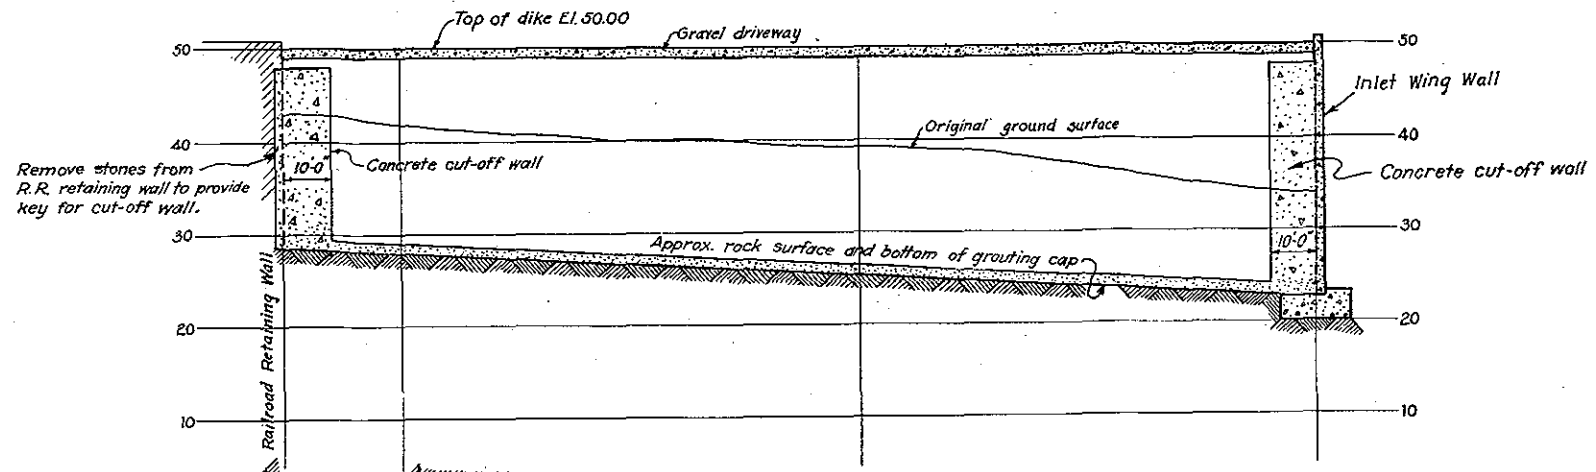 Top of dike El. 50.00
Gravel driveway
50
50
Inlet Wing Wall
Original ground surface
40
40
Remove stones from
R.R. retaining wall to provide
key for cut-off wall.
10'-0"
Concrete cut-off wall
Concrete cut-off wall
30
30
Approx. rock surface and bottom of grouting cap
10'-0"
Railroad Retaining Wall
20
20
10
10